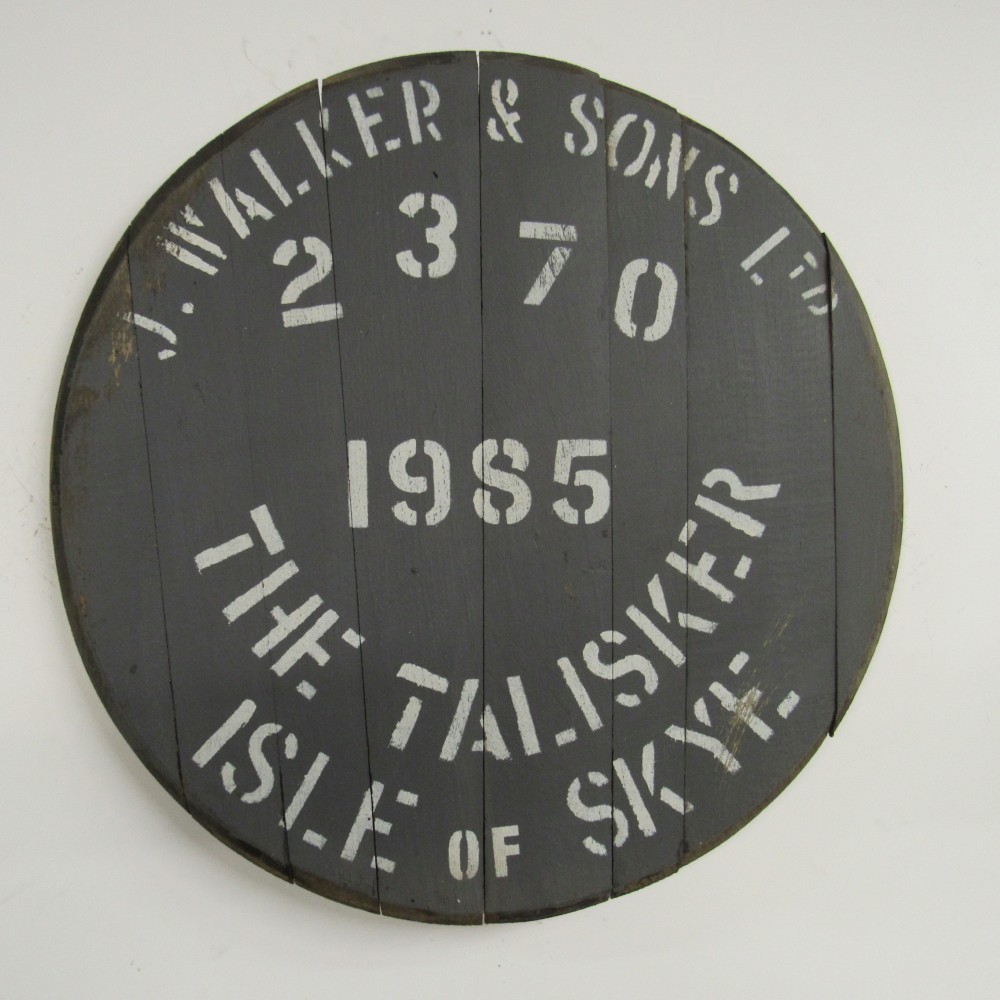 J. WALKER & SONS LTD
2370
1985
THE TALISKER
ISLE OF SKYE